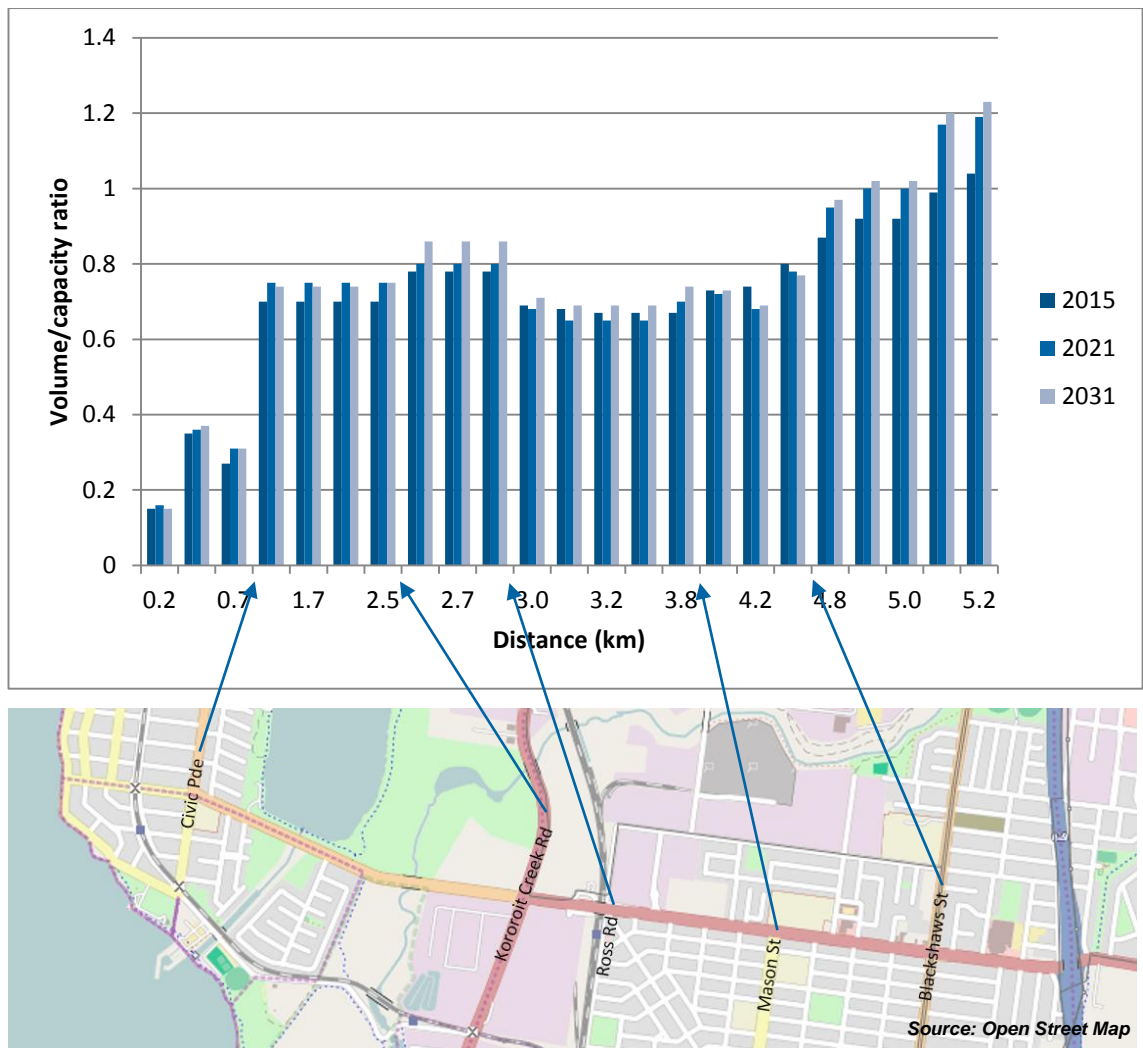 1.4
1.2
1
0.8
0.6
0.4
0.2
0
Volume/capacity ratio
2015
2021
2031
0.2 0.7 1.7 2.5 2.7 3.0 3.2 3.8 4.2 4.8 5.0 5.2
Distance (km)
Civic Pde
Kororoit Creek Rd
Ross Rd
Mason St
Blackshaws St
Source: Open Street Map